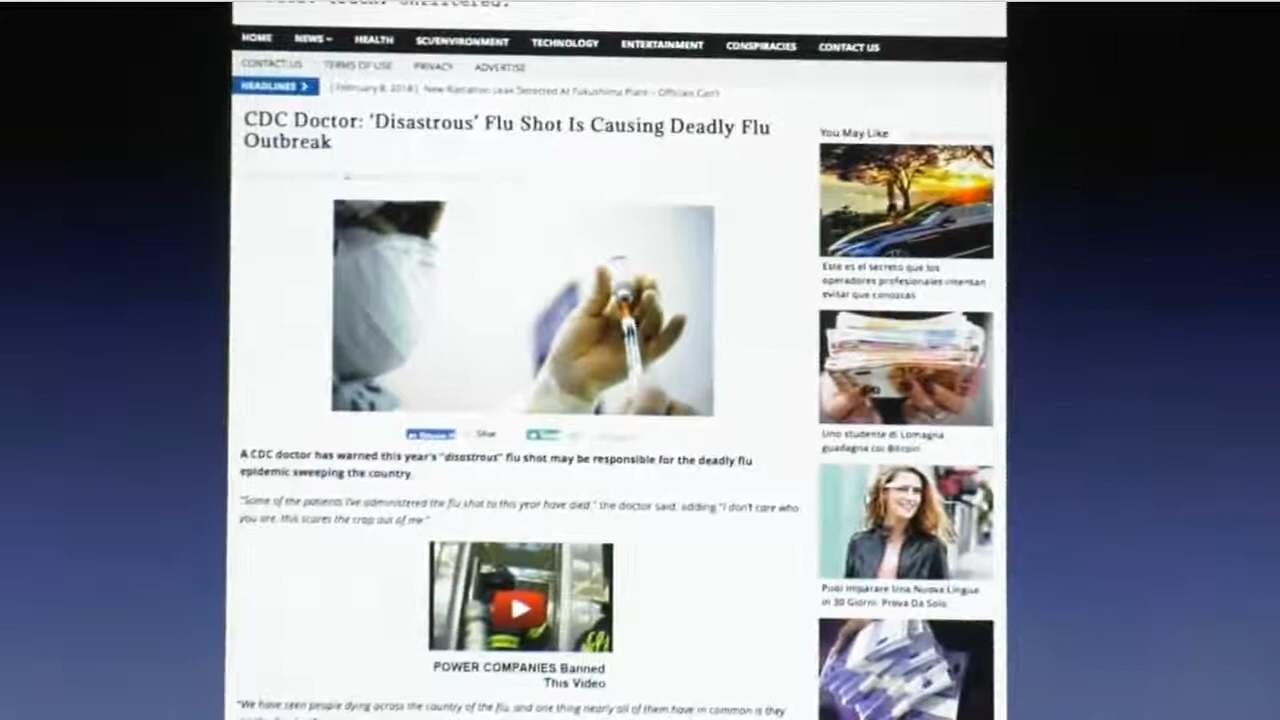 HOME NEWS HEALTH SCI/ENVIRONMENT TECHNOLOGY ENTERTAINMENT CONSPIRACIES CONTACT US
CONTACT US TERMS OF USE PRIVACY ADVERTISE
HEADLINES [ February 8, 2018 ] New Radiation Leak Detected At Fukushima Plant – Officials Can't
CDC Doctor: 'Disastrous' Flu Shot Is Causing Deadly Flu
Outbreak
A CDC doctor has warned this year's "disastrous" flu shot may be responsible for the deadly flu
epidemic sweeping the country.
"Some of the patients I've administered the flu shot to this year have died," the doctor said, adding "I don't care who
you are, this scares the crap out of me"
POWER COMPANIES Banned
This Video
"We have seen people dying across the country of the flu, and one thing nearly all of them have in common is they
You May Like
Este es el secreto que los
operadores profesionales intentan
evitar que conozcas
Uno studente di Lomagna
guadagna coi Bitcoin
Puoi Imparare Una Nuova Lingua
in 30 Giorni: Prova Da Solo